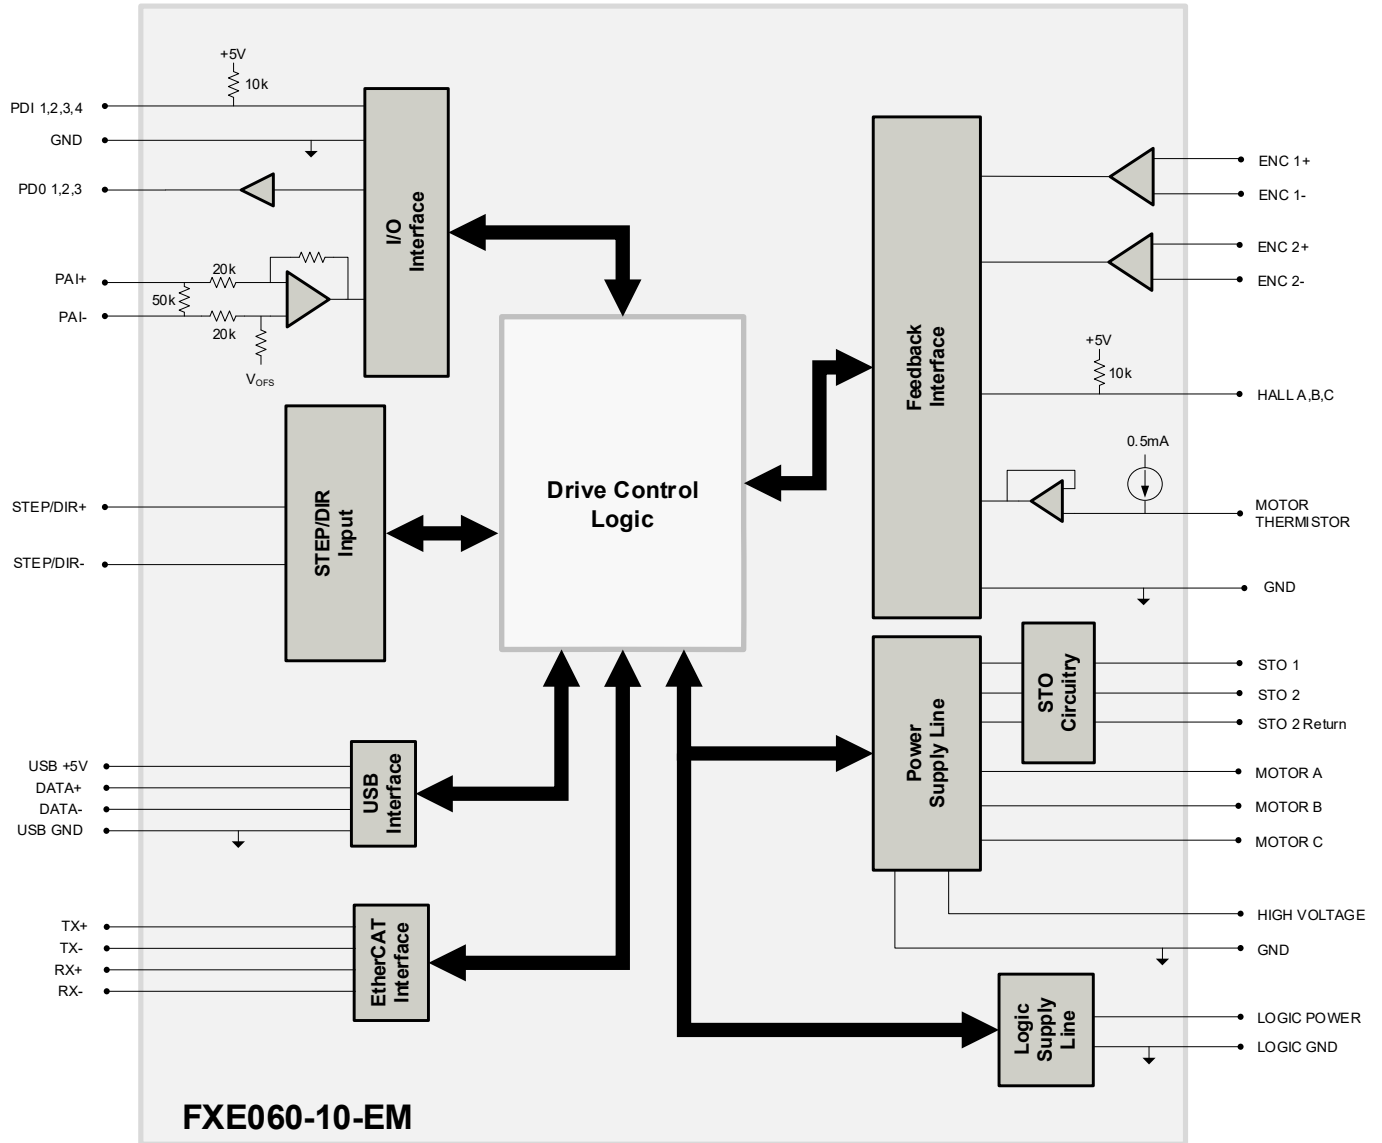 +5V
10k
PDI 1,2,3,4
GND
PD0 1,2,3
PAI+
20k
50k
PAI-
20k
VOFS
I/O
Interface
STEP/DIR+
STEP/DIR-
STEP/DIR
Input
Drive Control
Logic
USB +5V
DATA+
DATA-
USB GND
USB
Interface
TX+
TX-
RX+
RX-
EtherCAT
Interface
Feedback
Interface
ENC 1+
ENC 1-
ENC 2+
ENC 2-
+5V
10k
HALL A,B,C
0.5mA
MOTOR
THERMISTOR
GND
Power
Supply Line
STO
Circuitry
STO 1
STO 2
STO 2 Return
MOTOR A
MOTOR B
MOTOR C
HIGH VOLTAGE
GND
Logic
Supply
Line
LOGIC POWER
LOGIC GND
FXE060-10-EM